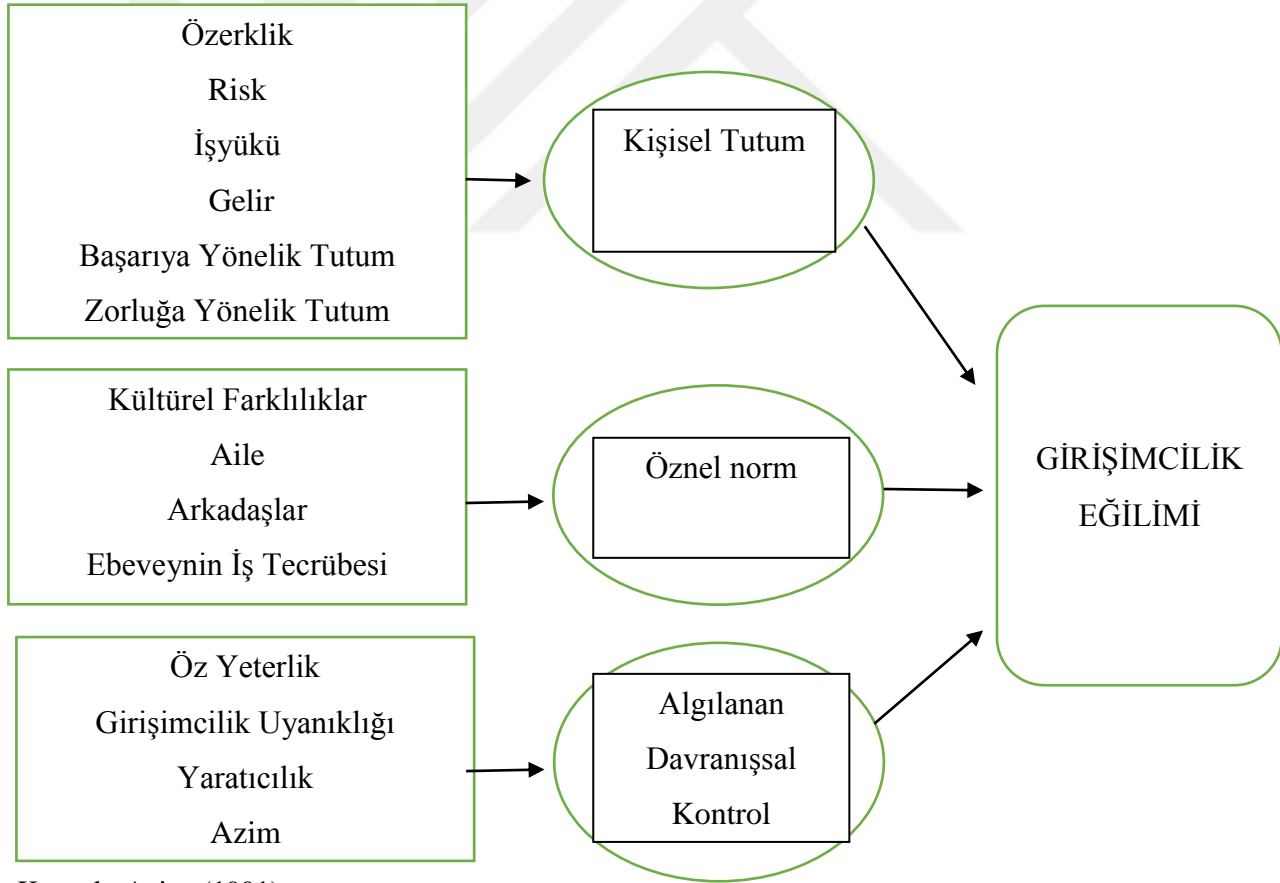 Özerklik
Risk
İşyükü
Gelir
Başarıya Yönelik Tutum
Zorluğa Yönelik Tutum
Kişisel Tutum
Kültürel Farklılıklar
Aile
Arkadaşlar
Ebeveynin İş Tecrübesi
Öznel norm
Öz Yeterlik
Girişimcilik Uyanıklığı
Yaratıcılık
Azim
Algılanan
Davranışsal
Kontrol
GİRİŞİMCİLİK
EĞİLİMİ